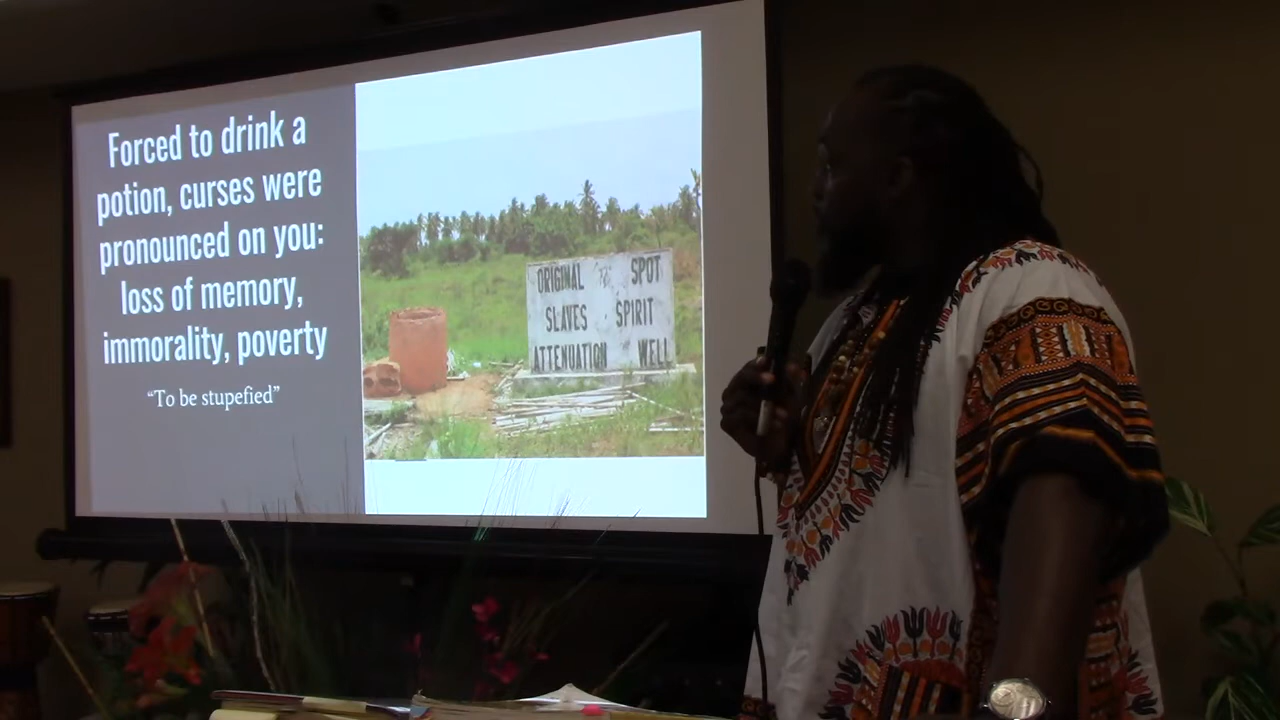 Forced to drink a
potion, curses were
pronounced on you:
loss of memory,
immorality, poverty
“To be stupefied”
ORIGINAL SPOT
SLAVES SPIRIT
ATTENUATION WELL